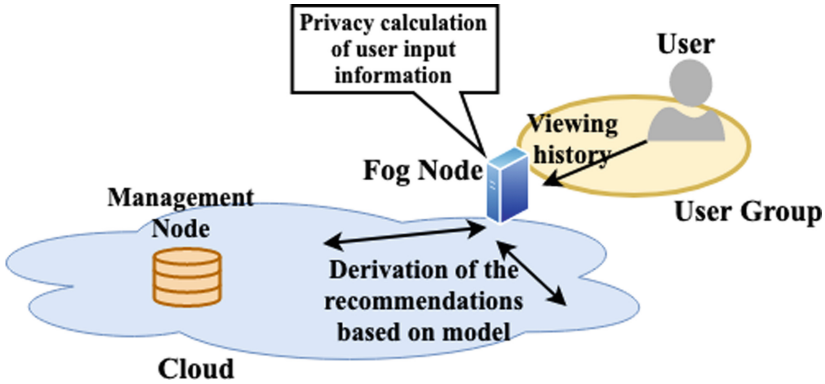 Privacy calculation
of user input
information
User
Viewing
history
Fog Node
User Group
Management
Node
Derivation of the
recommendations
based on model
Cloud